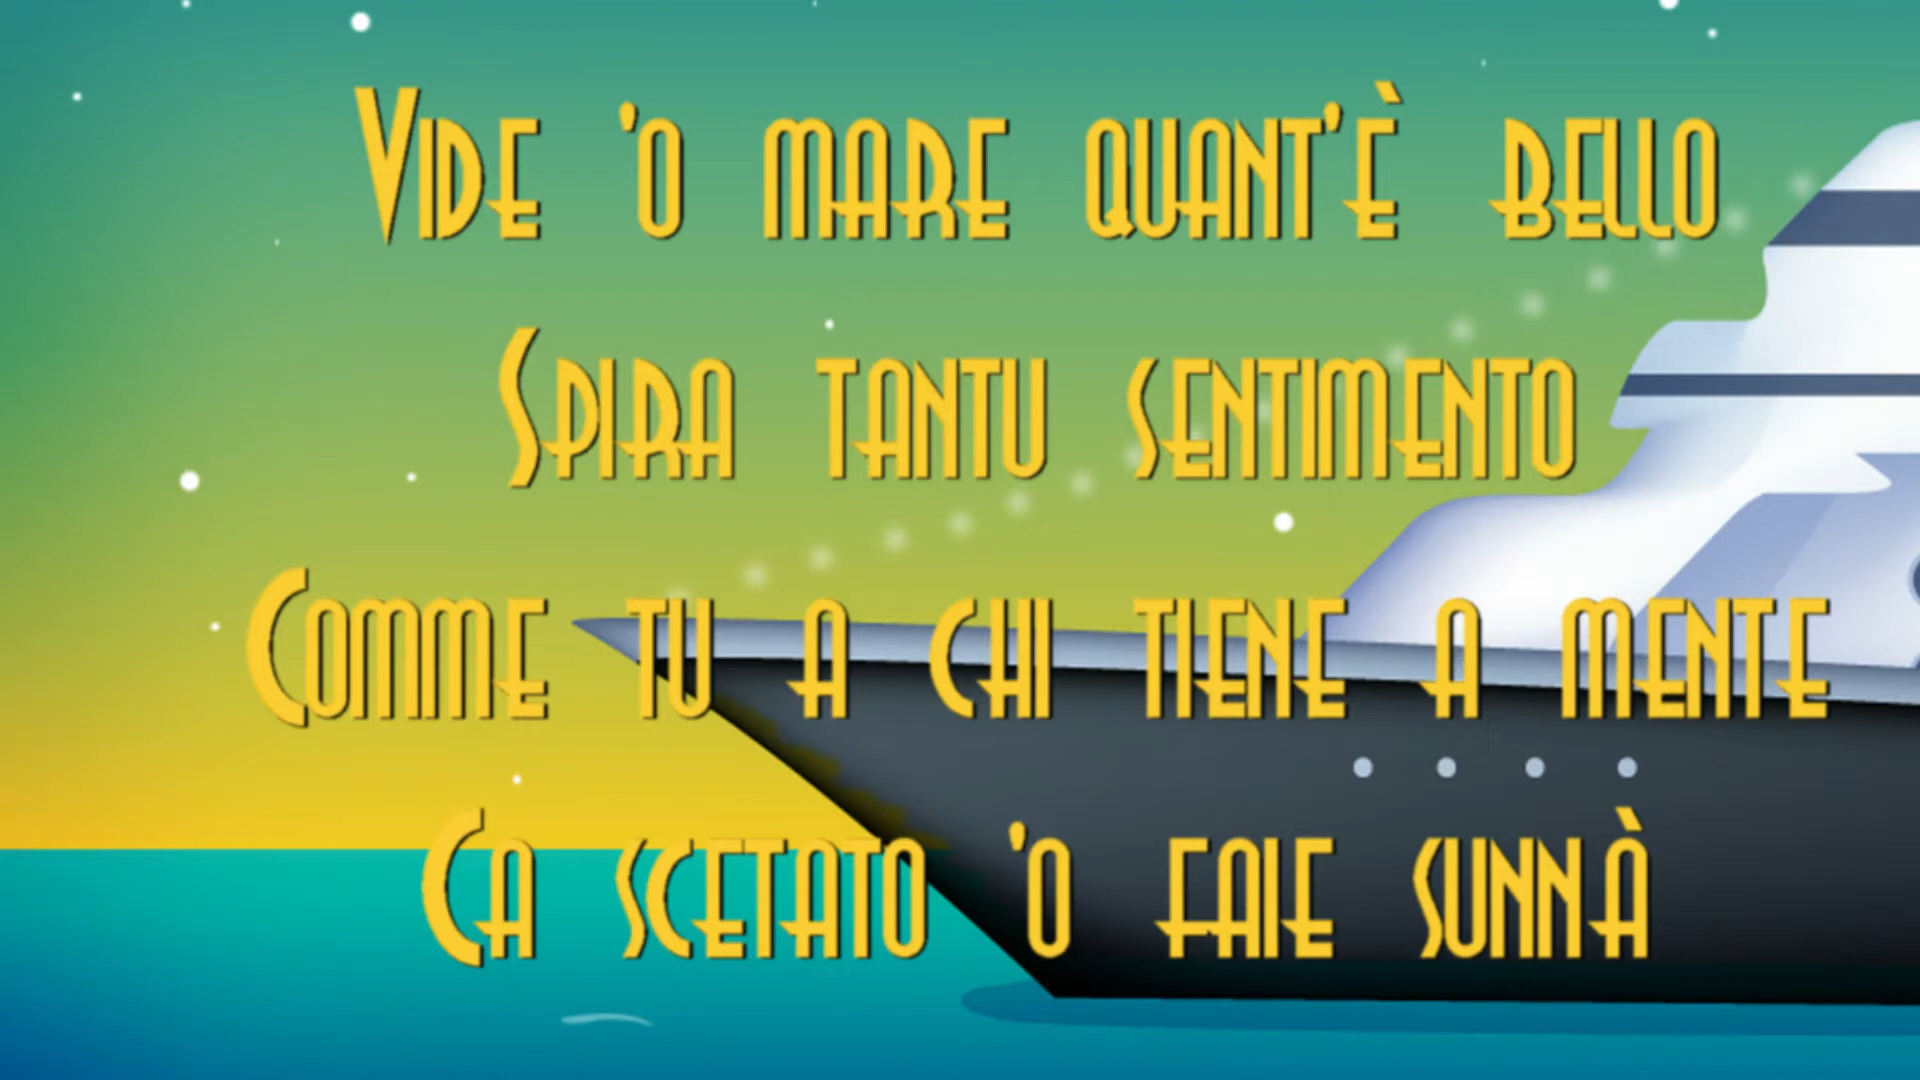 Vide 'o mare quant'è bello
Spira tantu sentimento
Comme tu a chi tiene a mente
Ca scetato 'o faie sunnà